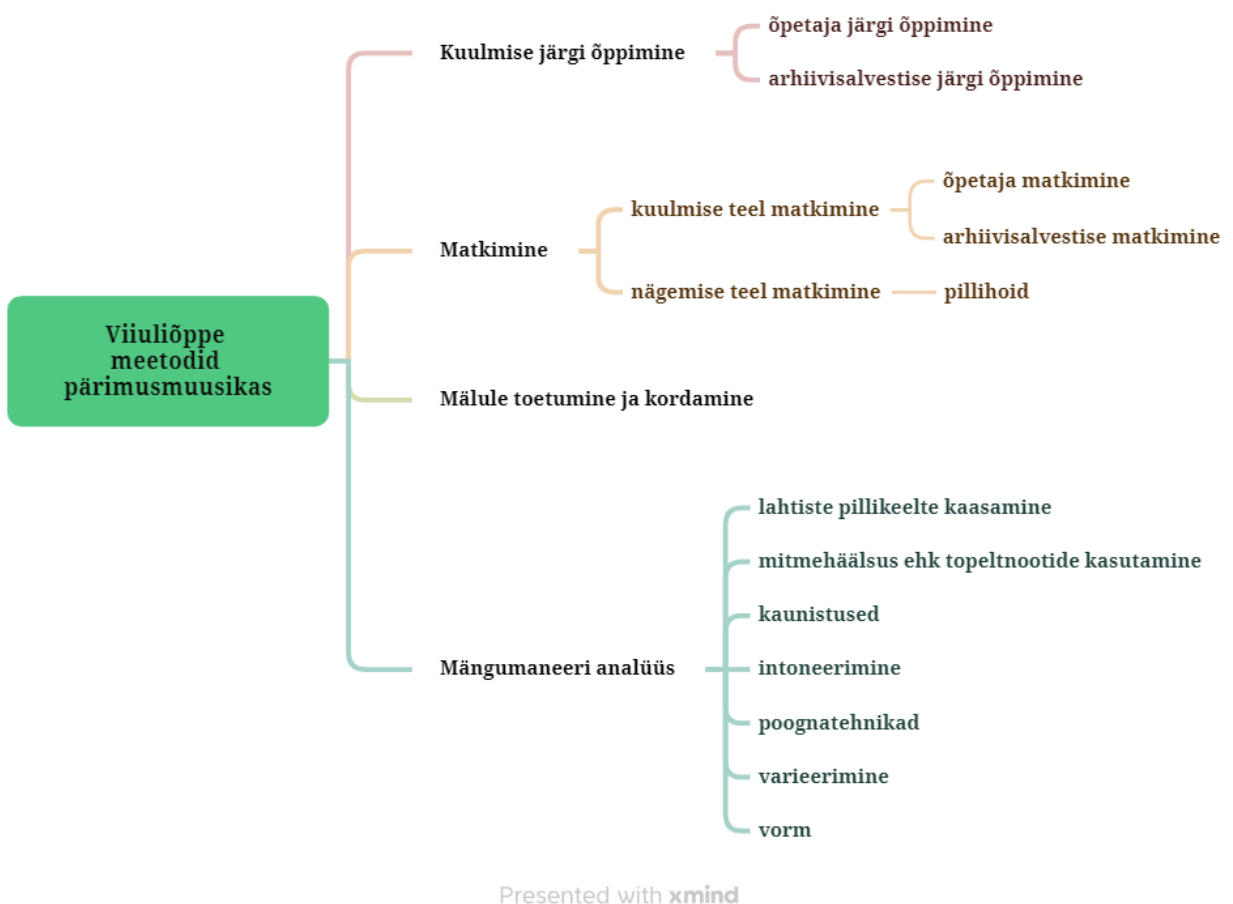 Viiuliõppe
meetodid
pärimusmuusikas
Kuulmise järgi õppimine
õpetaja järgi õppimine
arhiivisalvestise järgi õppimine
Matkimine
kuulmise teel matkimine
õpetaja matkimine
arhiivisalvestise matkimine
nägemise teel matkimine
pillihoid
Mälule toetumine ja kordamine
Mängumaneeri analüüs
lahtiste pillikeelte kaasamine
mitmehäälsus ehk topeltnootide kasutamine
kaunistused
intoneerimine
poognatehnikad
varieerimine
vorm
Presented with xmind